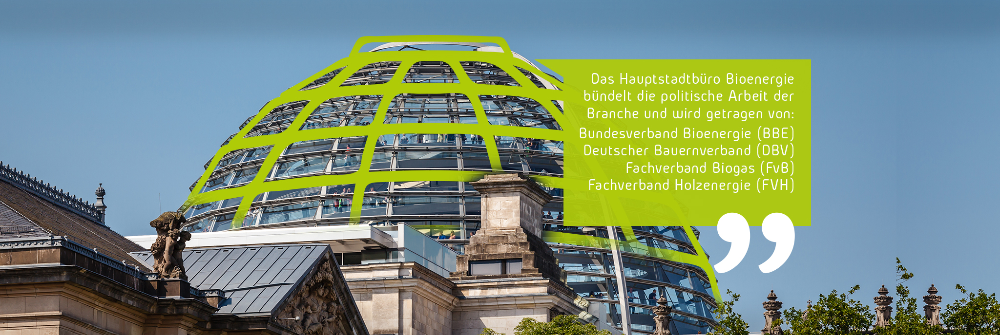 Das Hauptstadtbüro Bioenergie
bündelt die politische Arbeit der
Branche und wird getragen von:
Bundesverband Bioenergie (BBE)
Deutscher Bauernverband (DBV)
Fachverband Biogas (FvB)
Fachverband Holzenergie (FVH)
”